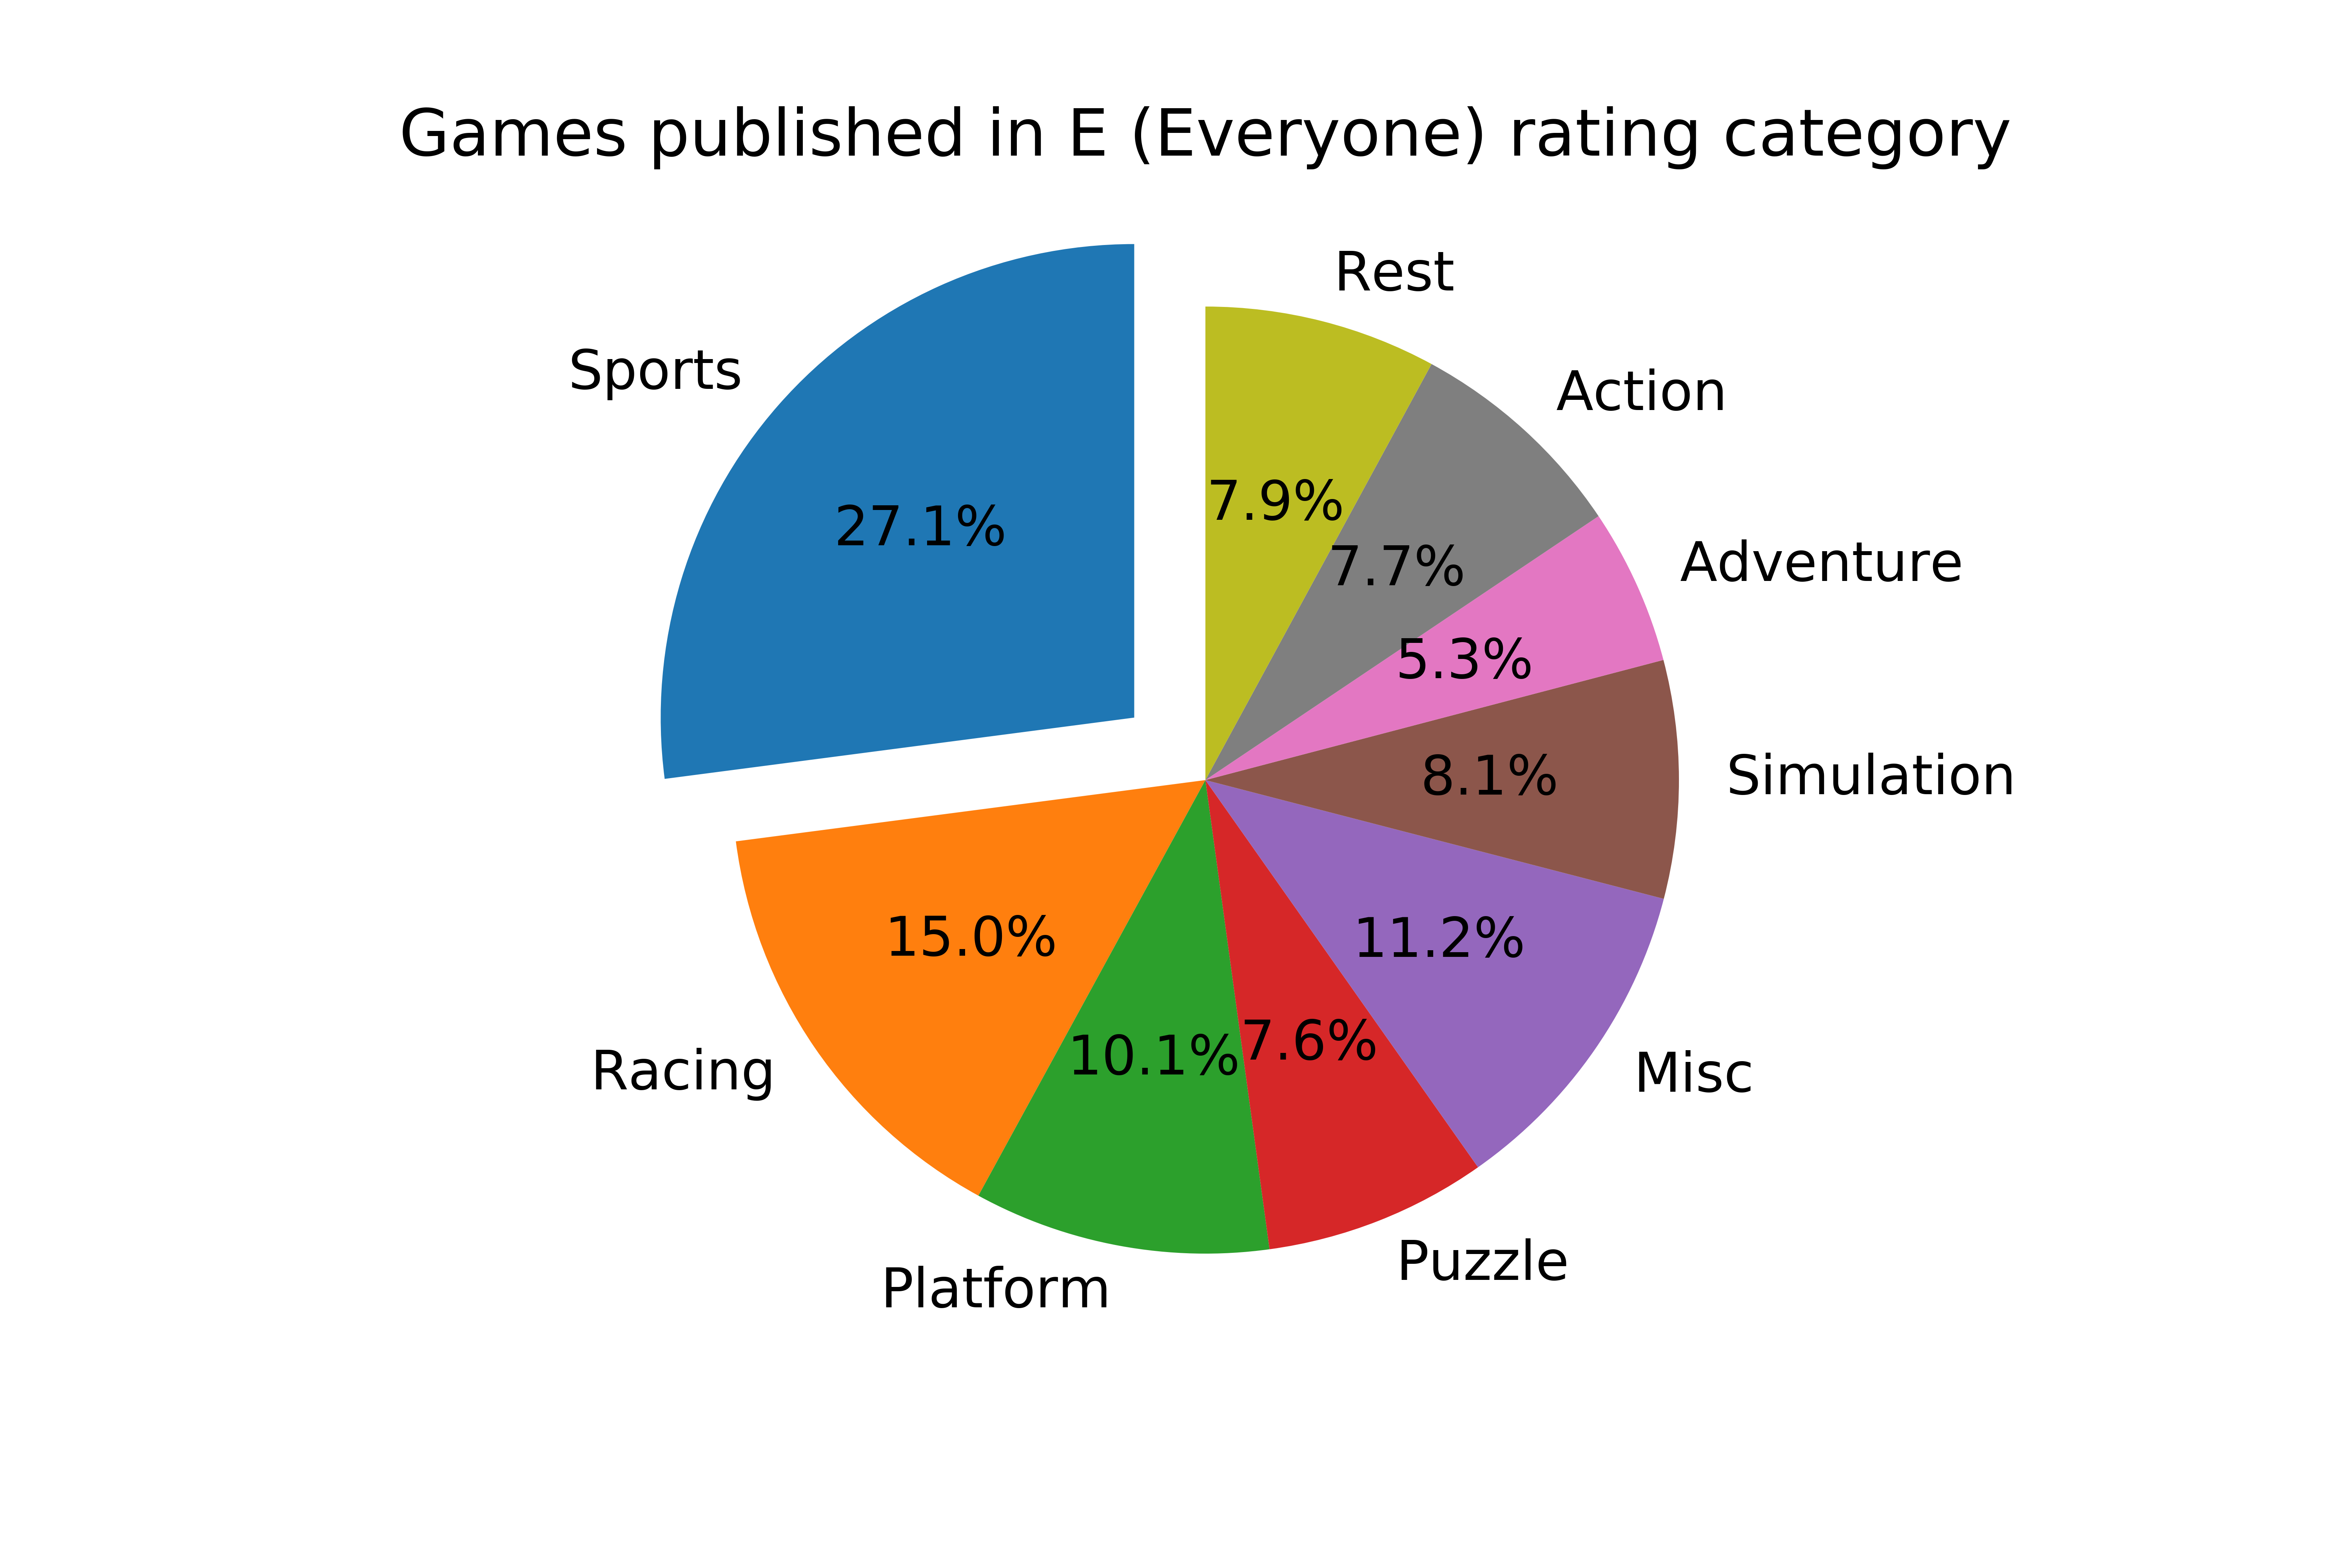 Games published in E (Everyone) rating category
Rest
Action
Sports
7.9%
27.1%
7.7%
Adventure
5.3%
Simulation
8.1%
15.0%
11.2%
10.1%
7.6%
Racing
Misc
Puzzle
Platform